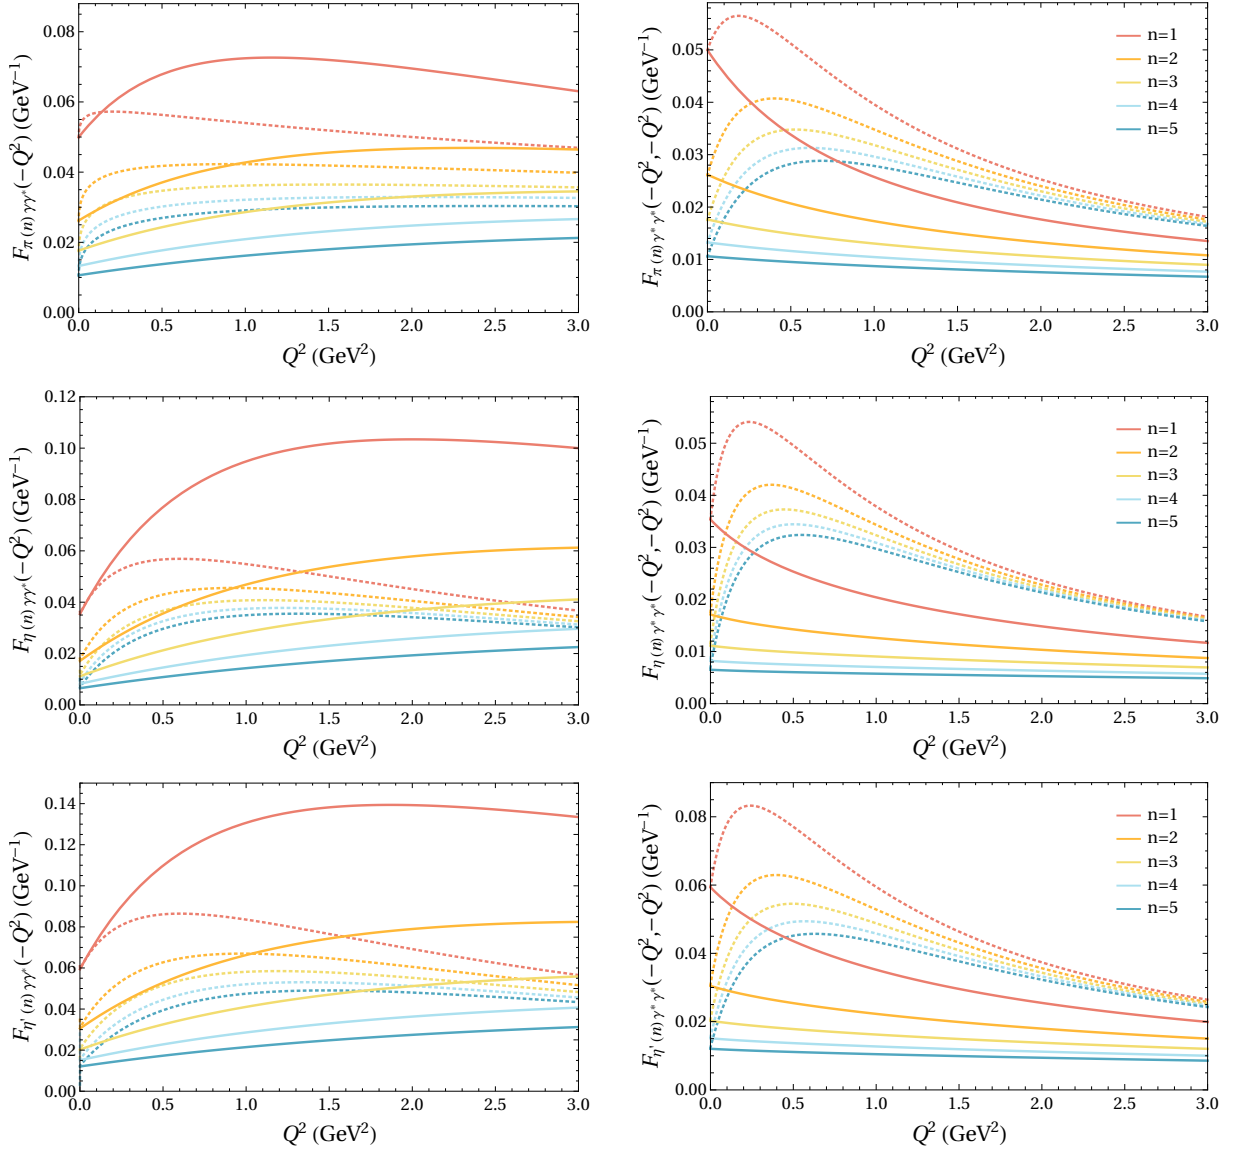 F_{π (n) γγ*}(−Q²) (GeV⁻¹)
0.08
0.06
0.04
0.02
0.00
0.0 0.5 1.0 1.5 2.0 2.5 3.0
Q² (GeV²)
F_{π (n) γ* γ*}(−Q²,−Q²) (GeV⁻¹)
0.05
0.04
0.03
0.02
0.01
0.00
0.0 0.5 1.0 1.5 2.0 2.5 3.0
Q² (GeV²)
n=1
n=2
n=3
n=4
n=5
F_{η (n) γγ*}(−Q²) (GeV⁻¹)
0.12
0.10
0.08
0.06
0.04
0.02
0.00
0.0 0.5 1.0 1.5 2.0 2.5 3.0
Q² (GeV²)
F_{η (n) γ* γ*}(−Q²,−Q²) (GeV⁻¹)
0.05
0.04
0.03
0.02
0.01
0.00
0.0 0.5 1.0 1.5 2.0 2.5 3.0
Q² (GeV²)
n=1
n=2
n=3
n=4
n=5
F_{η' (n) γγ*}(−Q²) (GeV⁻¹)
0.14
0.12
0.10
0.08
0.06
0.04
0.02
0.00
0.0 0.5 1.0 1.5 2.0 2.5 3.0
Q² (GeV²)
F_{η' (n) γ* γ*}(−Q²,−Q²) (GeV⁻¹)
0.08
0.06
0.04
0.02
0.00
0.0 0.5 1.0 1.5 2.0 2.5 3.0
Q² (GeV²)
n=1
n=2
n=3
n=4
n=5